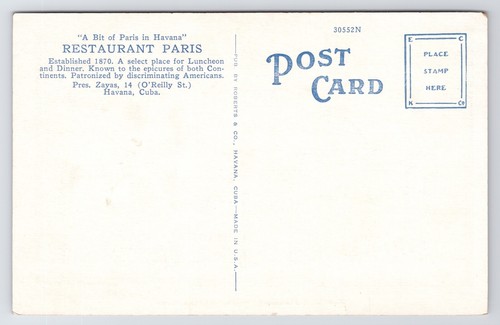 "A Bit of Paris in Havana"
RESTAURANT PARIS
Established 1870. A select place for Luncheon
and Dinner. Known to the epicures of both Con-
tinents. Patronized by discriminating Americans.
Pres. Zayas, 14 (O'Reilly St.)
Havana, Cuba.
PUB. BY ROBERTS & CO., HAVANA, CUBA—MADE IN U.S.A.
30552N
POST
CARD
E C
PLACE
STAMP
HERE
K Co